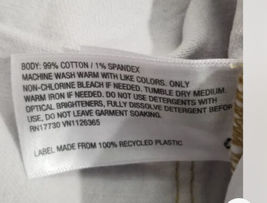 BODY: 99% COTTON / 1% SPANDEX
MACHINE WASH WARM WITH LIKE COLORS. ONLY
NON-CHLORINE BLEACH IF NEEDED. TUMBLE DRY MEDIUM.
WARM IRON IF NEEDED. DO NOT USE DETERGENTS WITH
OPTICAL BRIGHTENERS, FULLY DISSOLVE DETERGENT BEFOR
USE, DO NOT LEAVE GARMENT SOAKING.
RN17730 VN1126365
LABEL MADE FROM 100% RECYCLED PLASTIC